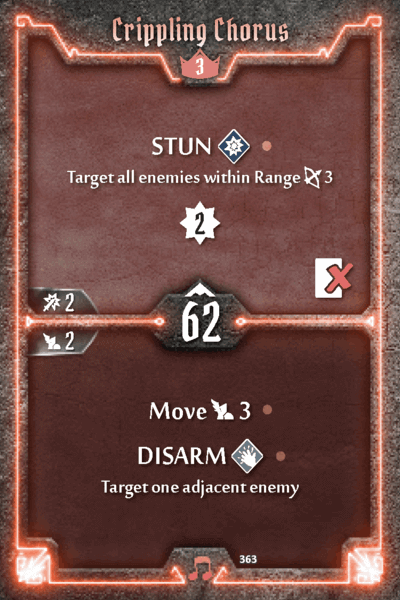 Crippling Chorus
3
STUN
Target all enemies within Range 3
2
2
62
2
Move 3
DISARM
Target one adjacent enemy
363